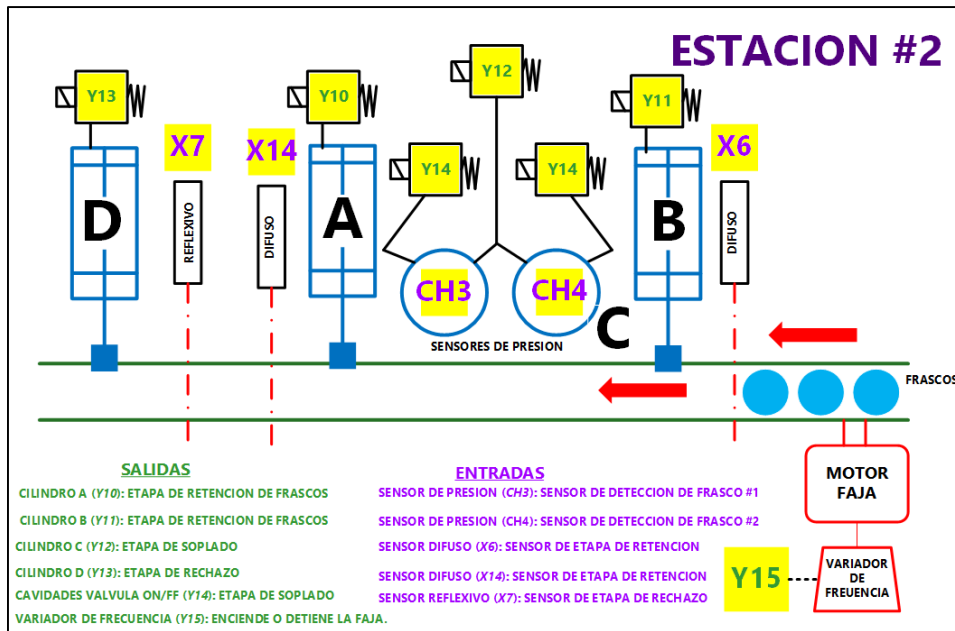 ESTACION #2
Y13
Y10
Y12
Y11
X7
X14
Y14
Y14
X6
D
REFLEXIVO
DIFUSO
A
CH3
CH4
B
DIFUSO
C
SENSORES DE PRESION
FRASCOS
MOTOR
FAJA
VARIADOR
DE
FREUENCIA
Y15
SALIDAS
CILINDRO A (Y10): ETAPA DE RETENCION DE FRASCOS
CILINDRO B (Y11): ETAPA DE RETENCION DE FRASCOS
CILINDRO C (Y12): ETAPA DE SOPLADO
CILINDRO D (Y13): ETAPA DE RECHAZO
CAVIDADES VALVULA ON/FF (Y14): ETAPA DE SOPLADO
VARIADOR DE FRECUENCIA (Y15): ENCIENDE O DETIENE LA FAJA.
ENTRADAS
SENSOR DE PRESION (CH3): SENSOR DE DETECCION DE FRASCO #1
SENSOR DE PRESION (CH4): SENSOR DE DETECCION DE FRASCO #2
SENSOR DIFUSO (X6): SENSOR DE ETAPA DE RETENCION
SENSOR DIFUSO (X14): SENSOR DE ETAPA DE RETENCION
SENSOR REFLEXIVO (X7): SENSOR DE ETAPA DE RECHAZO